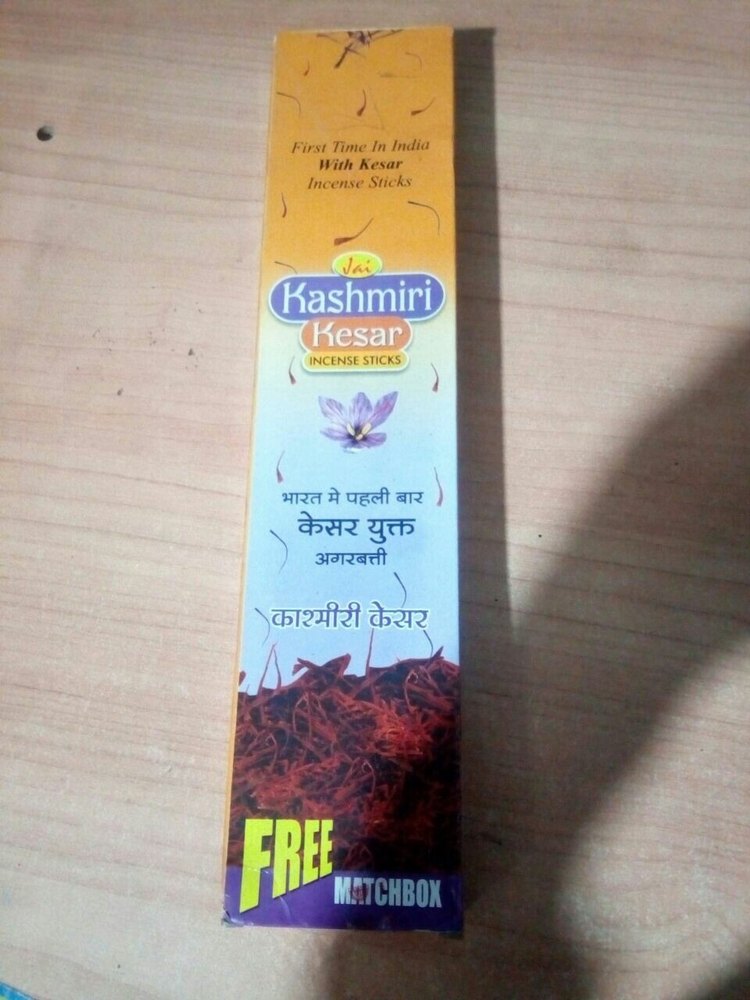 First Time In India
With Kesar
Incense Sticks
Jai
Kashmiri
Kesar
INCENSE STICKS
भारत मे पहली बार
केसर युक्त
अगरबत्ती
काश्मीरी केसर
FREE
MATCHBOX